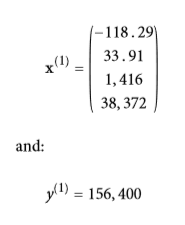 x(1) =
-118.29
33.91
1,416
38,372
and:
y(1) = 156,400